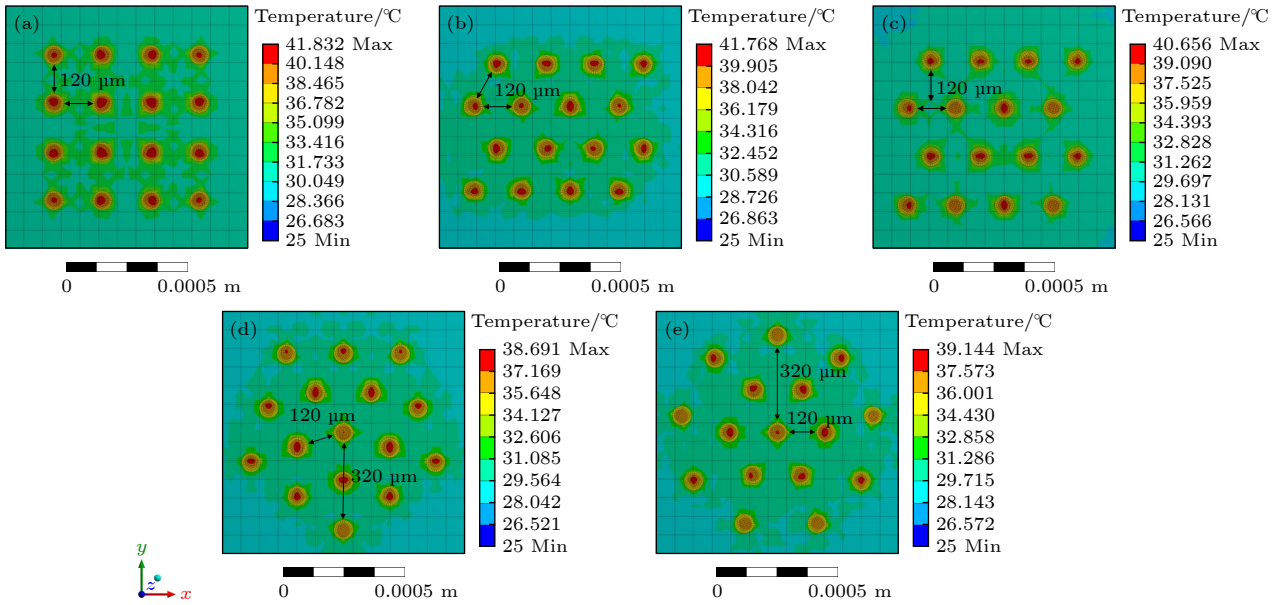 (a)
Temperature/℃
41.832 Max
40.148
38.465
36.782
35.099
33.416
31.733
30.049
28.366
26.683
25 Min
120 µm
0
0.0005 m
(b)
Temperature/℃
41.768 Max
39.905
38.042
36.179
34.316
32.452
30.589
28.726
26.863
25 Min
120 µm
0
0.0005 m
(c)
Temperature/℃
40.656 Max
39.090
37.525
35.959
34.393
32.828
31.262
29.697
28.131
26.566
25 Min
120 µm
0
0.0005 m
(d)
Temperature/℃
38.691 Max
37.169
35.648
34.127
32.606
31.085
29.564
28.042
26.521
25 Min
120 µm
320 µm
0
0.0005 m
(e)
Temperature/℃
39.144 Max
37.573
36.001
34.430
32.858
31.286
29.715
28.143
26.572
25 Min
320 µm
120 µm
0
0.0005 m
y
z
x